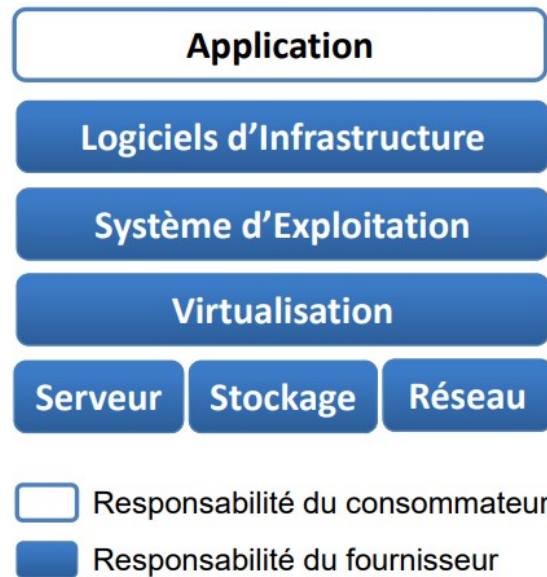 Application
Logiciels d’Infrastructure
Système d’Exploitation
Virtualisation
Serveur Stockage Réseau
Responsabilité du consommateur
Responsabilité du fournisseur